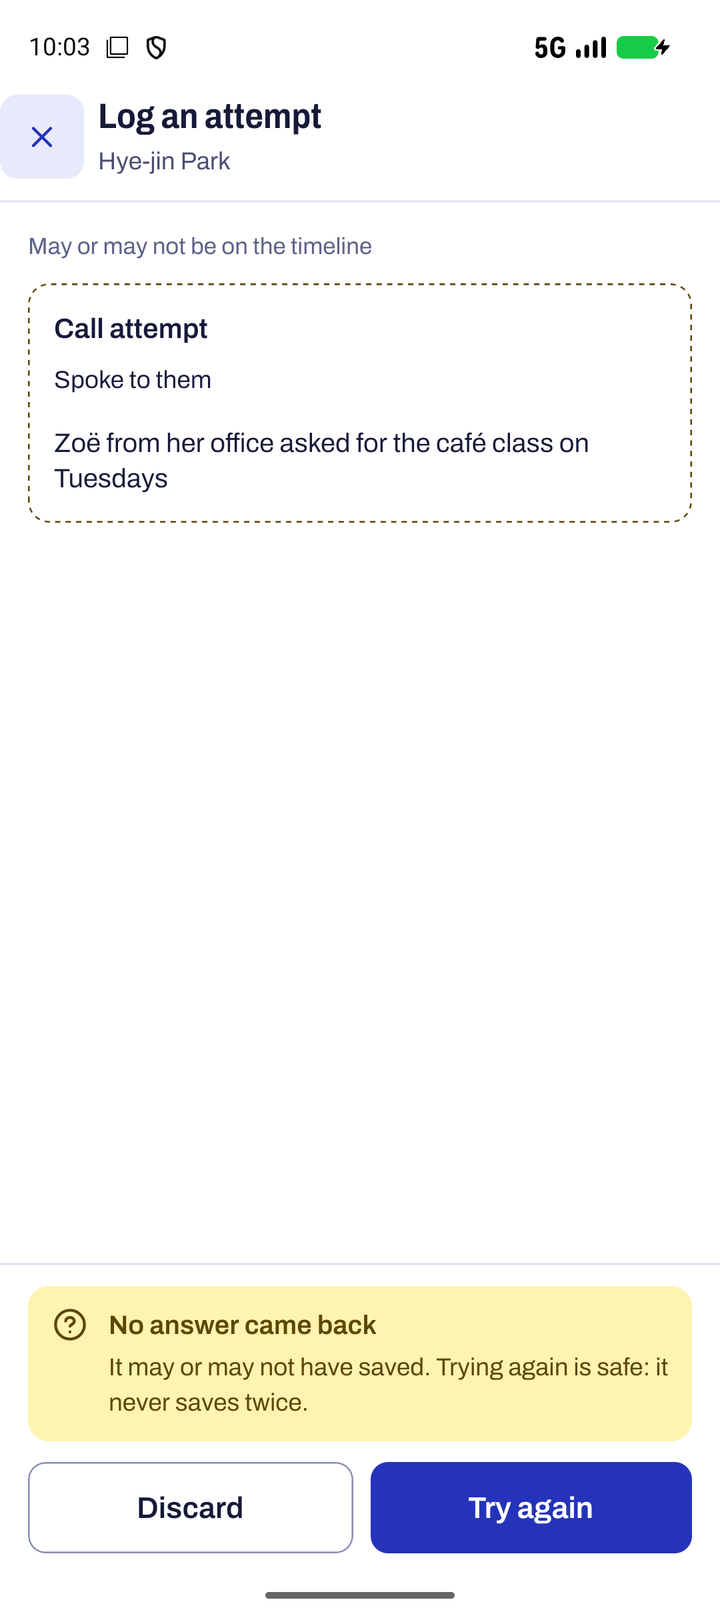 10:03
5G
Log an attempt
Hye-jin Park
May or may not be on the timeline
Call attempt
Spoke to them
Zoë from her office asked for the café class on
Tuesdays
No answer came back
It may or may not have saved. Trying again is safe: it
never saves twice.
Discard
Try again